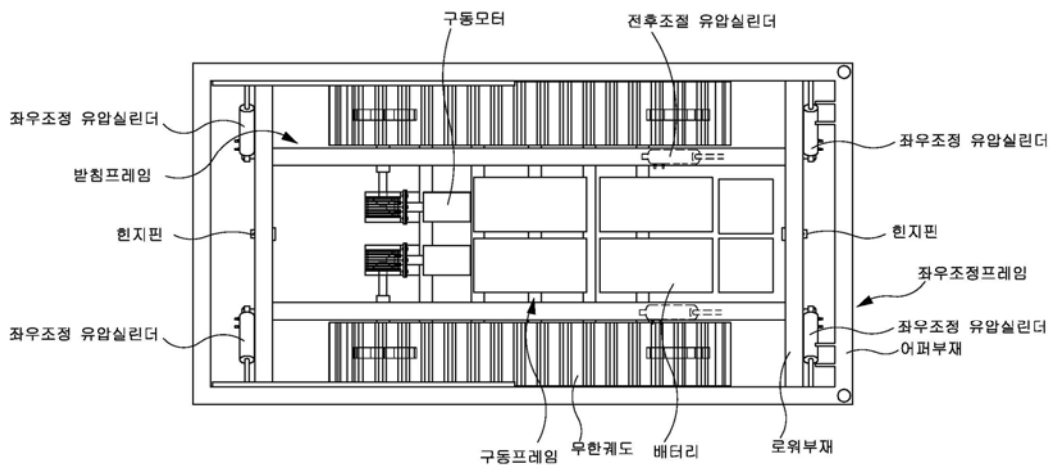 구동모터
전후조절 유압실린더
좌우조정 유압실린더
좌우조정 유압실린더
받침프레임
힌지핀
힌지핀
좌우조정프레임
좌우조정 유압실린더
좌우조정 유압실린더
어퍼부재
구동프레임
무한궤도
배터리
로워부재